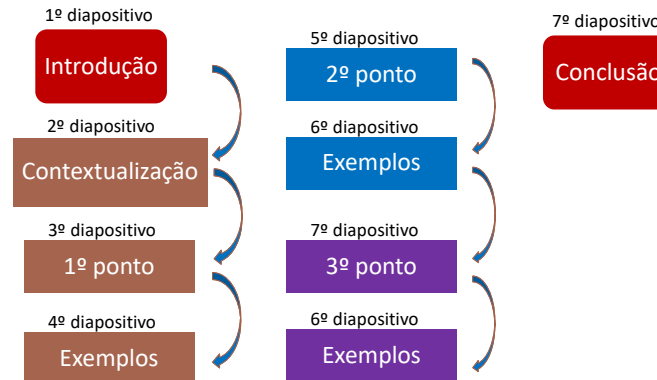 1º diapositivo
Introdução
2º diapositivo
Contextualização
3º diapositivo
1º ponto
4º diapositivo
Exemplos
5º diapositivo
2º ponto
6º diapositivo
Exemplos
7º diapositivo
3º ponto
6º diapositivo
Exemplos
7º diapositivo
Conclusão